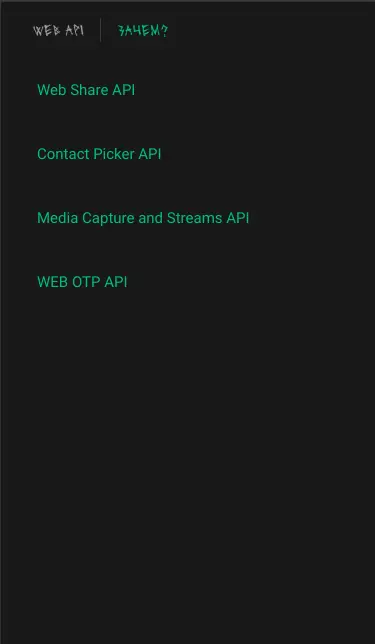 WEB API ЗАЧЕМ?
Web Share API
Contact Picker API
Media Capture and Streams API
WEB OTP API